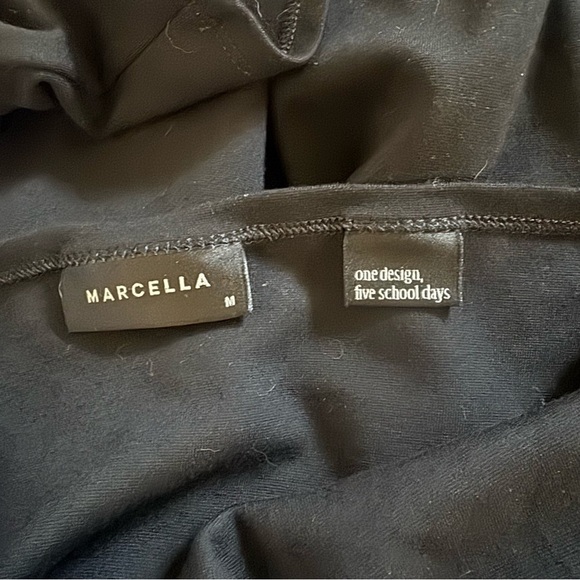 MARCELLA
M
one design,
five school days